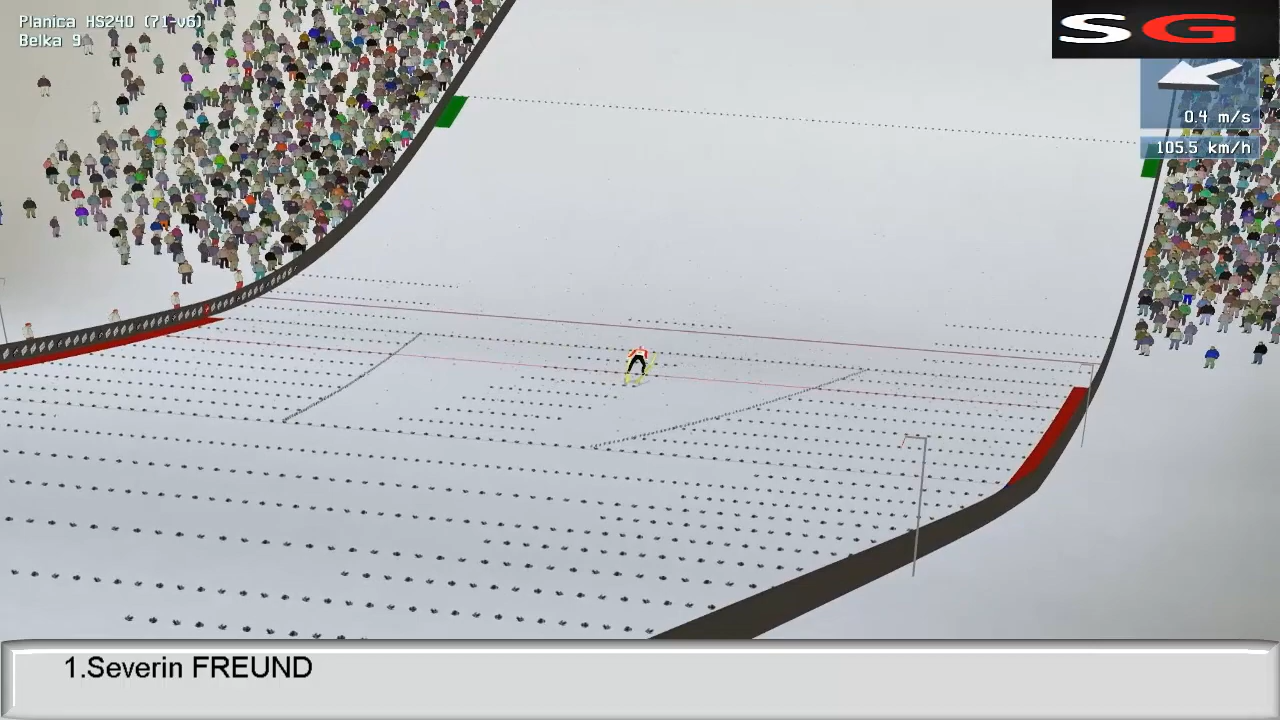 Planica HS240 (71-v6)
Belka 9
SG
0.4 m/s
105.5 km/h
1.Severin FREUND